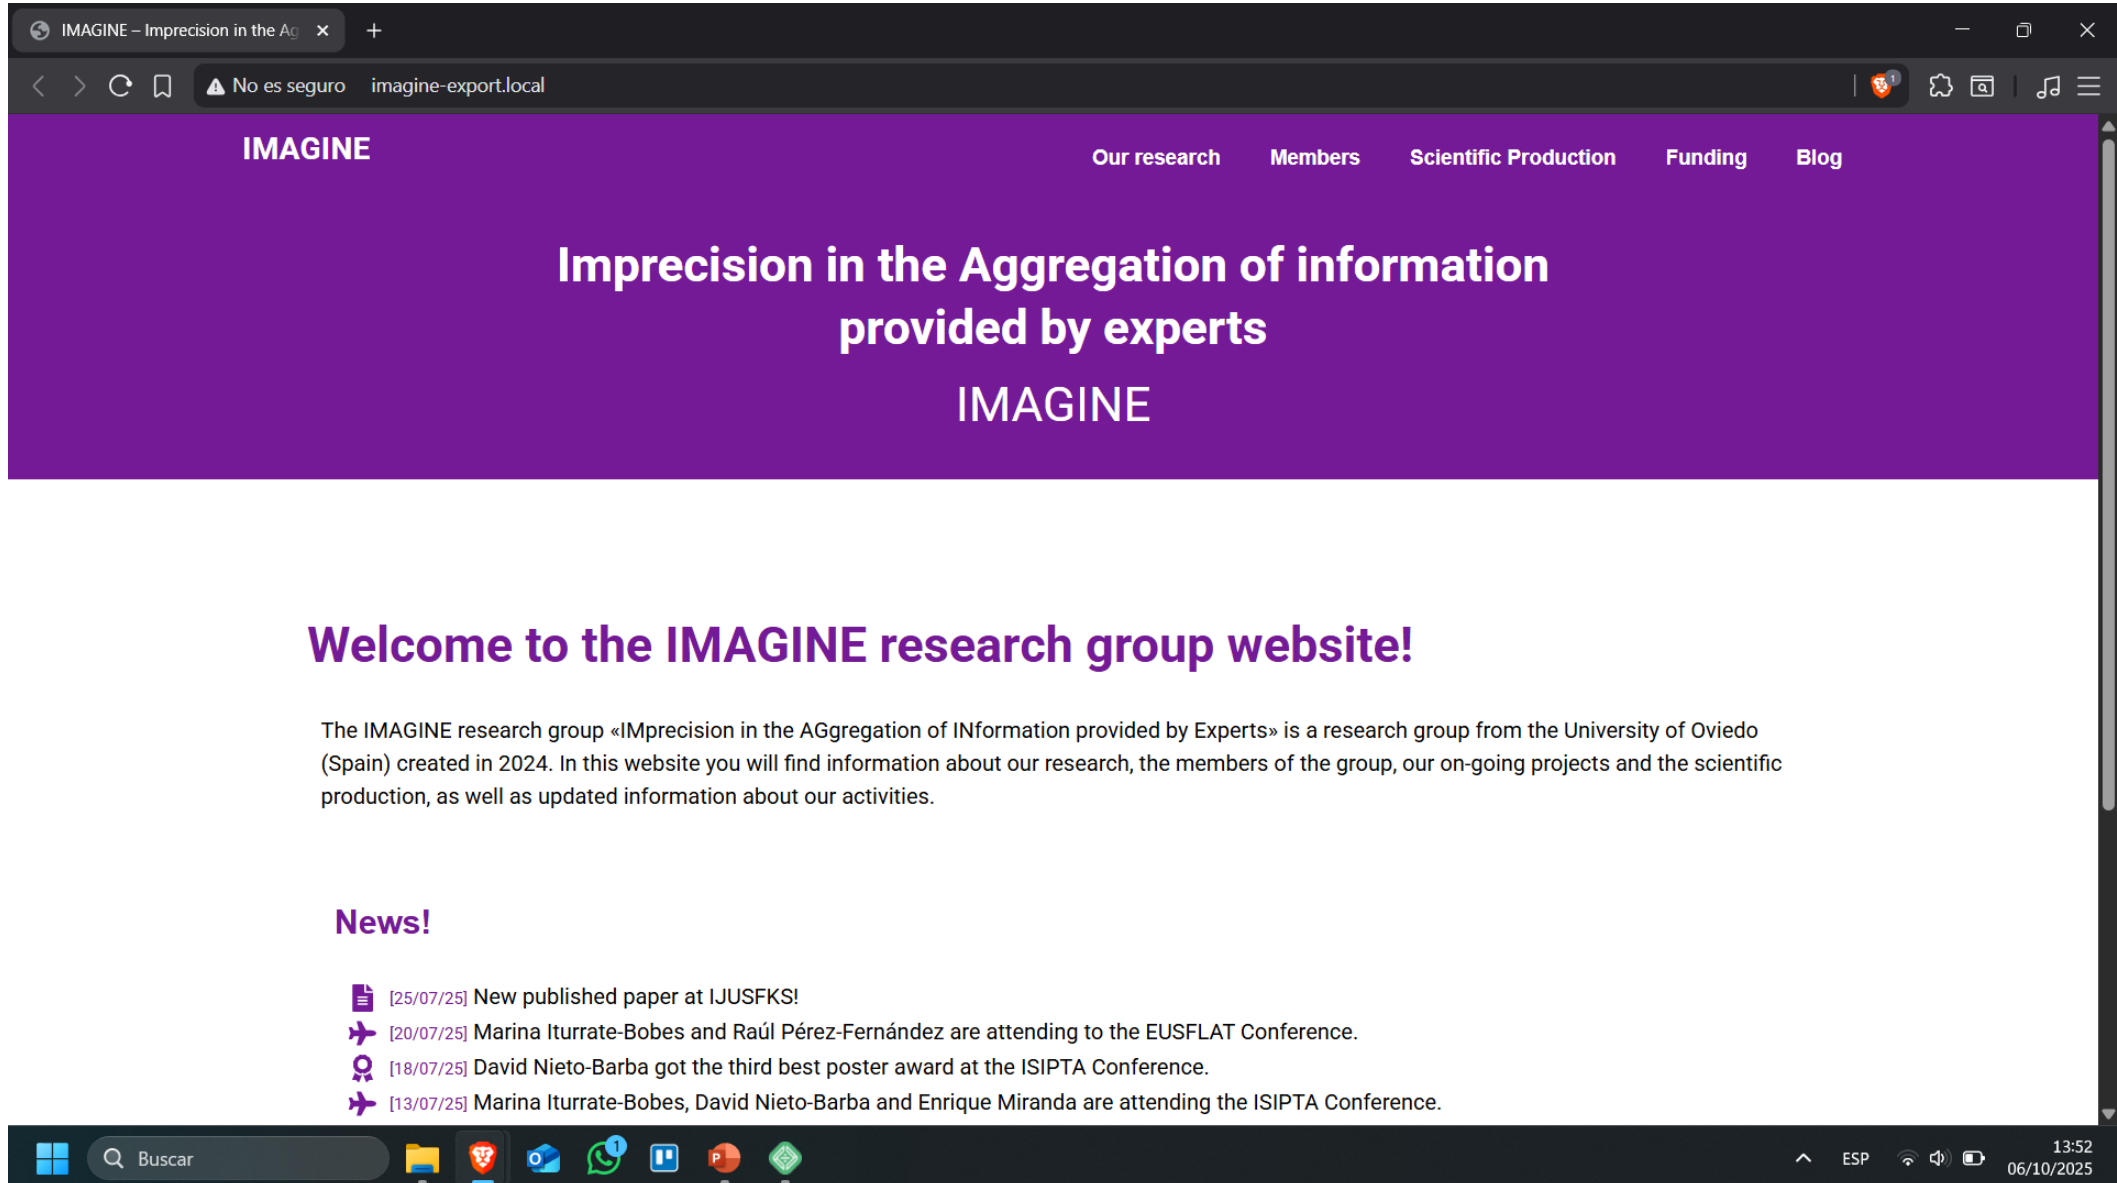 IMAGINE – Imprecision in the Ag
No es seguro imagine-export.local
1
IMAGINE
Our research Members Scientific Production Funding Blog
Imprecision in the Aggregation of information
provided by experts
IMAGINE
Welcome to the IMAGINE research group website!
The IMAGINE research group «IMprecision in the AGgregation of INformation provided by Experts» is a research group from the University of Oviedo
(Spain) created in 2024. In this website you will find information about our research, the members of the group, our on-going projects and the scientific
production, as well as updated information about our activities.
News!
[25/07/25] New published paper at IJUSFKS!
[20/07/25] Marina Iturrate-Bobes and Raúl Pérez-Fernández are attending to the EUSFLAT Conference.
[18/07/25] David Nieto-Barba got the third best poster award at the ISIPTA Conference.
[13/07/25] Marina Iturrate-Bobes, David Nieto-Barba and Enrique Miranda are attending the ISIPTA Conference.
Buscar
1
ESP
13:52
06/10/2025